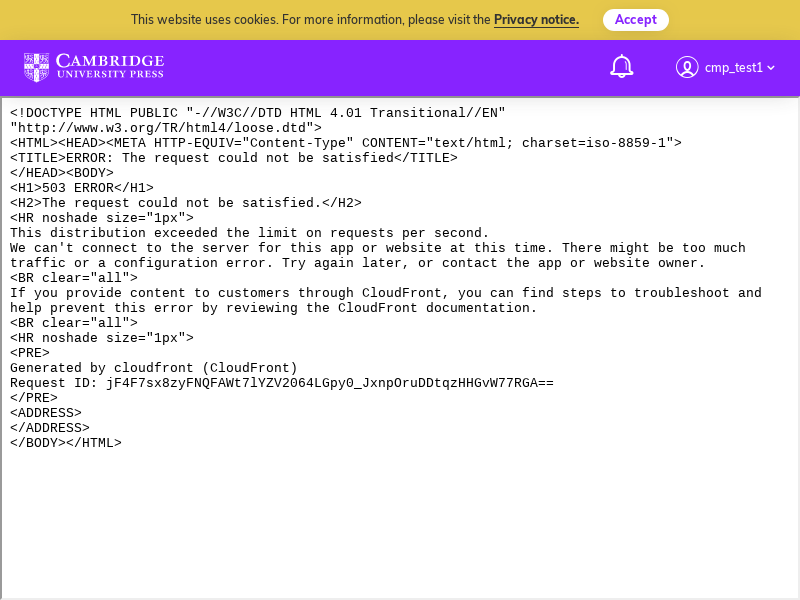 This website uses cookies. For more information, please visit the Privacy notice. Accept
CAMBRIDGE
UNIVERSITY PRESS
cmp_test1
<!DOCTYPE HTML PUBLIC "-//W3C//DTD HTML 4.01 Transitional//EN"
"http://www.w3.org/TR/html4/loose.dtd">
<HTML><HEAD><META HTTP-EQUIV="Content-Type" CONTENT="text/html; charset=iso-8859-1">
<TITLE>ERROR: The request could not be satisfied</TITLE>
</HEAD><BODY>
<H1>503 ERROR</H1>
<H2>The request could not be satisfied.</H2>
<HR noshade size="1px">
This distribution exceeded the limit on requests per second.
We can't connect to the server for this app or website at this time. There might be too much
traffic or a configuration error. Try again later, or contact the app or website owner.
<BR clear="all">
If you provide content to customers through CloudFront, you can find steps to troubleshoot and
help prevent this error by reviewing the CloudFront documentation.
<BR clear="all">
<HR noshade size="1px">
<PRE>
Generated by cloudfront (CloudFront)
Request ID: jF4F7sx8zyFNQFAWt7lYZV2064LGpy0_JxnpOruDDtqzHHGvW77RGA==
</PRE>
<ADDRESS>
</ADDRESS>
</BODY></HTML>